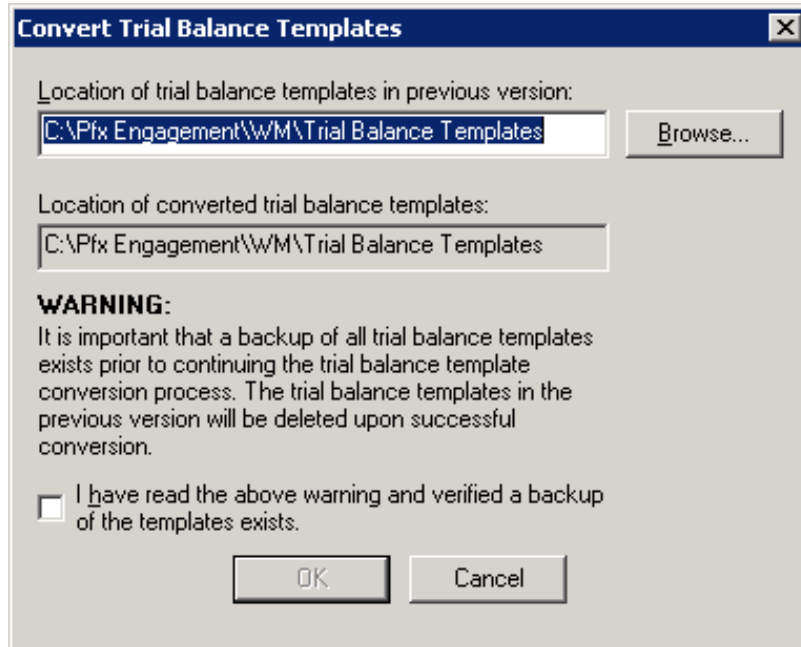 Convert Trial Balance Templates
Location of trial balance templates in previous version:
C:\Pfx Engagement\WM\Trial Balance Templates
Browse...
Location of converted trial balance templates:
C:\Pfx Engagement\WM\Trial Balance Templates
WARNING:
It is important that a backup of all trial balance templates
exists prior to continuing the trial balance template
conversion process. The trial balance templates in the
previous version will be deleted upon successful
conversion.
I have read the above warning and verified a backup
of the templates exists.
OK
Cancel